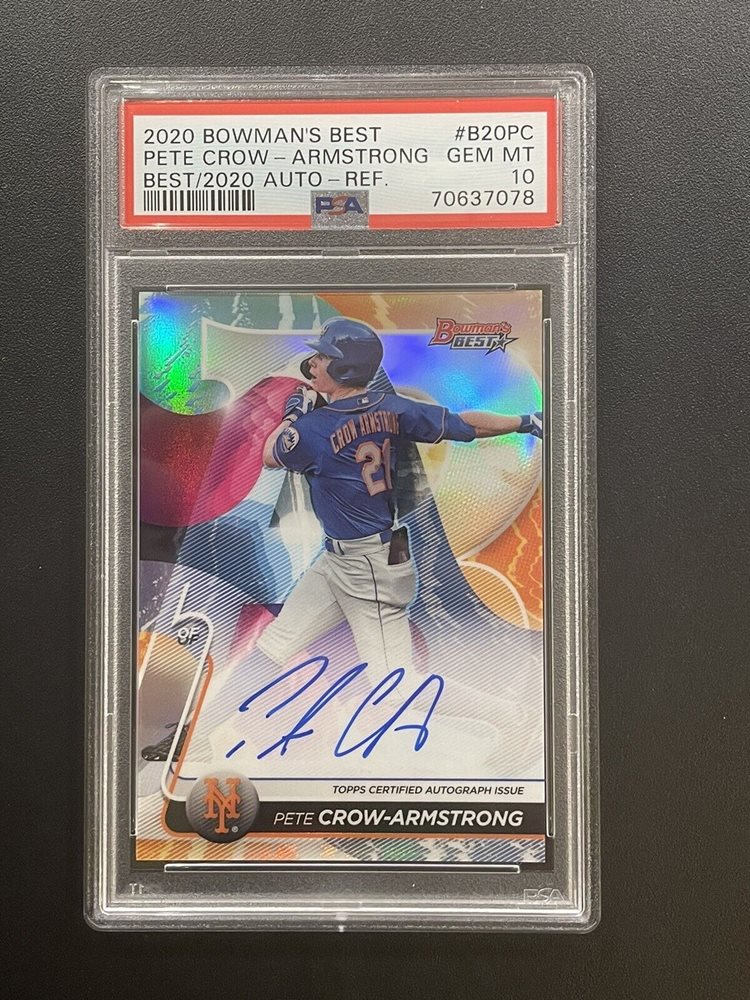 2020 BOWMAN'S BEST #B20PC
PETE CROW-ARMSTRONG GEM MT
BEST/2020 AUTO-REF. 10
PSA 70637078
Bowman's
BEST
CROW ARMSTRONG
OF
TOPPS CERTIFIED AUTOGRAPH ISSUE
NY
PETE CROW-ARMSTRONG
PSA